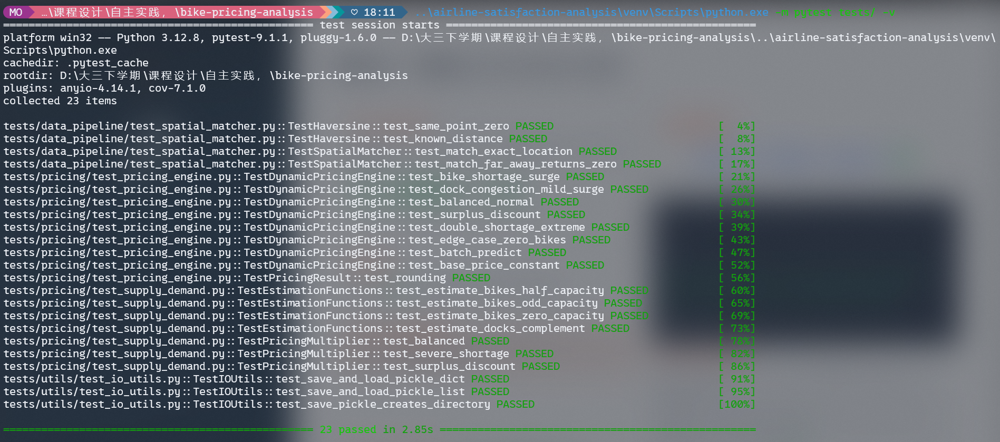 MO …\课程设计\自主实践，\bike-pricing-analysis ♡ 18:11 ..\airline-satisfaction-analysis\venv\Scripts\python.exe -m pytest tests/ -v
================================================= test session starts =================================================
platform win32 -- Python 3.12.8, pytest-9.1.1, pluggy-1.6.0 -- D:\大三下学期\课程设计\自主实践，\bike-pricing-analysis\..\airline-satisfaction-analysis\venv\
Scripts\python.exe
cachedir: .pytest_cache
rootdir: D:\大三下学期\课程设计\自主实践，\bike-pricing-analysis
plugins: anyio-4.14.1, cov-7.1.0
collected 23 items
tests/data_pipeline/test_spatial_matcher.py::TestHaversine::test_same_point_zero PASSED [  4%]
tests/data_pipeline/test_spatial_matcher.py::TestHaversine::test_known_distance PASSED [  8%]
tests/data_pipeline/test_spatial_matcher.py::TestSpatialMatcher::test_match_exact_location PASSED [ 13%]
tests/data_pipeline/test_spatial_matcher.py::TestSpatialMatcher::test_match_far_away_returns_zero PASSED [ 17%]
tests/pricing/test_pricing_engine.py::TestDynamicPricingEngine::test_bike_shortage_surge PASSED [ 21%]
tests/pricing/test_pricing_engine.py::TestDynamicPricingEngine::test_dock_congestion_mild_surge PASSED [ 26%]
tests/pricing/test_pricing_engine.py::TestDynamicPricingEngine::test_balanced_normal PASSED [ 30%]
tests/pricing/test_pricing_engine.py::TestDynamicPricingEngine::test_surplus_discount PASSED [ 34%]
tests/pricing/test_pricing_engine.py::TestDynamicPricingEngine::test_double_shortage_extreme PASSED [ 39%]
tests/pricing/test_pricing_engine.py::TestDynamicPricingEngine::test_edge_case_zero_bikes PASSED [ 43%]
tests/pricing/test_pricing_engine.py::TestDynamicPricingEngine::test_batch_predict PASSED [ 47%]
tests/pricing/test_pricing_engine.py::TestDynamicPricingEngine::test_base_price_constant PASSED [ 52%]
tests/pricing/test_pricing_engine.py::TestPricingResult::test_rounding PASSED [ 56%]
tests/pricing/test_supply_demand.py::TestEstimationFunctions::test_estimate_bikes_half_capacity PASSED [ 60%]
tests/pricing/test_supply_demand.py::TestEstimationFunctions::test_estimate_bikes_odd_capacity PASSED [ 65%]
tests/pricing/test_supply_demand.py::TestEstimationFunctions::test_estimate_bikes_zero_capacity PASSED [ 69%]
tests/pricing/test_supply_demand.py::TestEstimationFunctions::test_estimate_docks_complement PASSED [ 73%]
tests/pricing/test_supply_demand.py::TestPricingMultiplier::test_balanced PASSED [ 78%]
tests/pricing/test_supply_demand.py::TestPricingMultiplier::test_severe_shortage PASSED [ 82%]
tests/pricing/test_supply_demand.py::TestPricingMultiplier::test_surplus_discount PASSED [ 86%]
tests/utils/test_io_utils.py::TestIOUtils::test_save_and_load_pickle_dict PASSED [ 91%]
tests/utils/test_io_utils.py::TestIOUtils::test_save_and_load_pickle_list PASSED [ 95%]
tests/utils/test_io_utils.py::TestIOUtils::test_save_pickle_creates_directory PASSED [100%]
================================================= 23 passed in 2.85s ==================================================